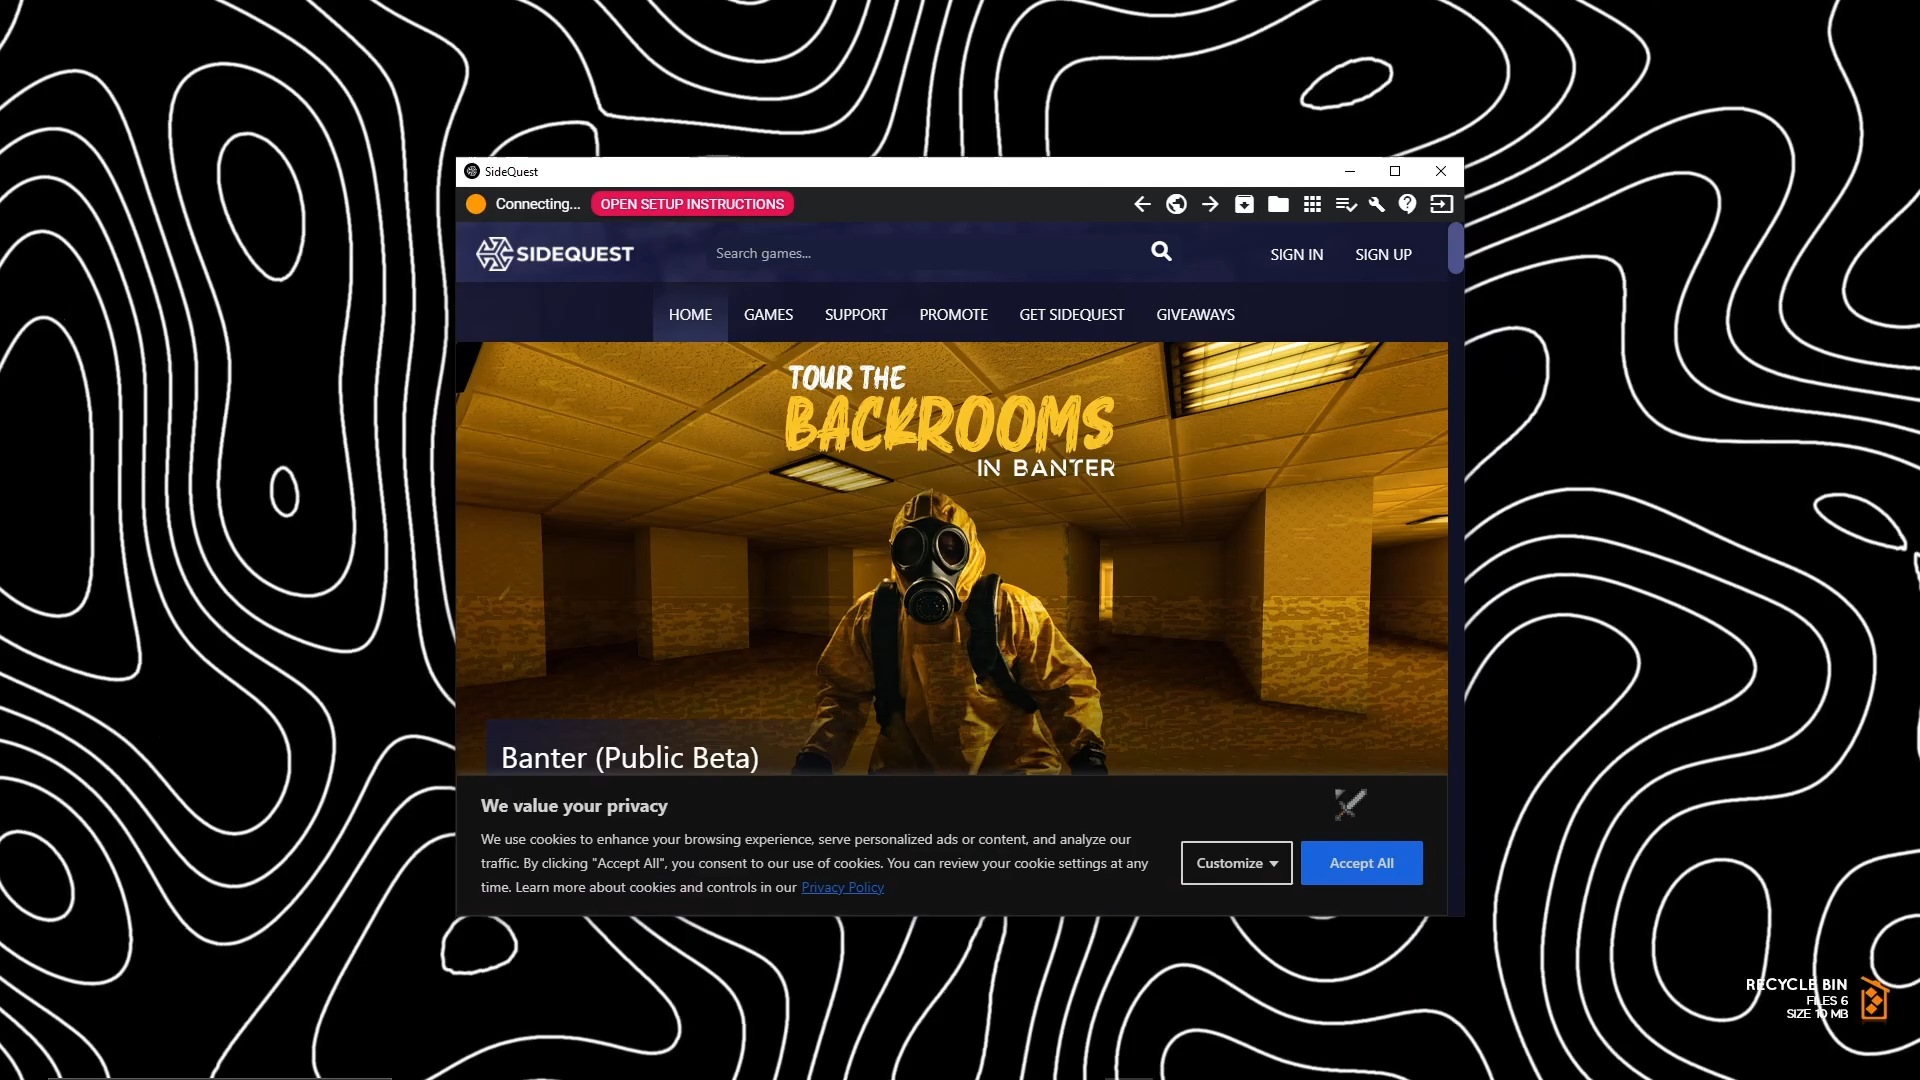 SideQuest
Connecting...
OPEN SETUP INSTRUCTIONS
SIDEQUEST
Search games...
SIGN IN
SIGN UP
HOME
GAMES
SUPPORT
PROMOTE
GET SIDEQUEST
GIVEAWAYS
TOUR THE
BACKROOMS
IN BANTER
Banter (Public Beta)
We value your privacy
We use cookies to enhance your browsing experience, serve personalized ads or content, and analyze our
traffic. By clicking "Accept All", you consent to our use of cookies. You can review your cookie settings at any
time. Learn more about cookies and controls in our Privacy Policy
Customize
Accept All
RECYCLE BIN
FILES 6
SIZE 10 MB